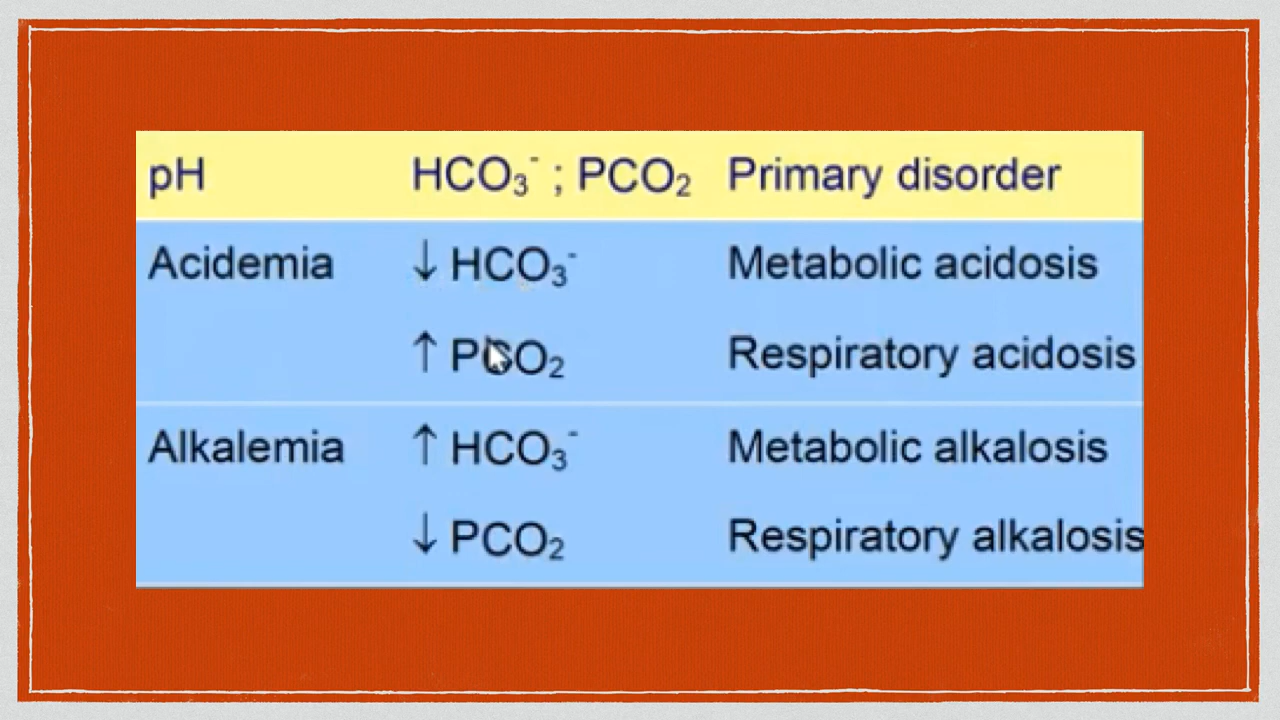 pH HCO₃⁻ ; PCO₂ Primary disorder
Acidemia ↓ HCO₃⁻ Metabolic acidosis
↑ PCO₂ Respiratory acidosis
Alkalemia ↑ HCO₃⁻ Metabolic alkalosis
↓ PCO₂ Respiratory alkalosis